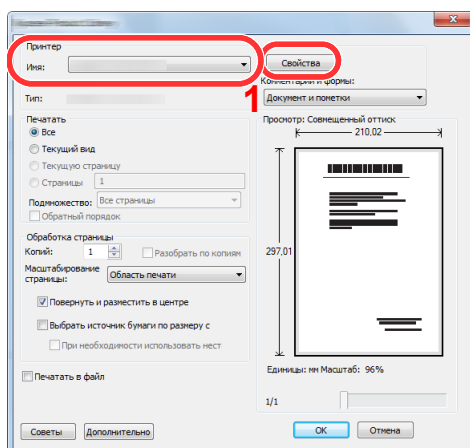 Принтер
Имя:
Свойства
1
Комментарии и формы:
Тип:
Документ и пометки
Печатать
Все
Текущий вид
Текущую страницу
Страницы 1
Подмножество: Все страницы
Обратный порядок
Просмотр: Совмещенный оттиск
210,02
297,01
Обработка страницы
Копий: 1 Разобрать по копиям
Масштабирование страницы: Область печати
Повернуть и разместить в центре
Выбрать источник бумаги по размеру с
При необходимости использовать нест
Печатать в файл
Единицы: мм Масштаб: 96%
1/1
Советы Дополнительно
OK Отмена